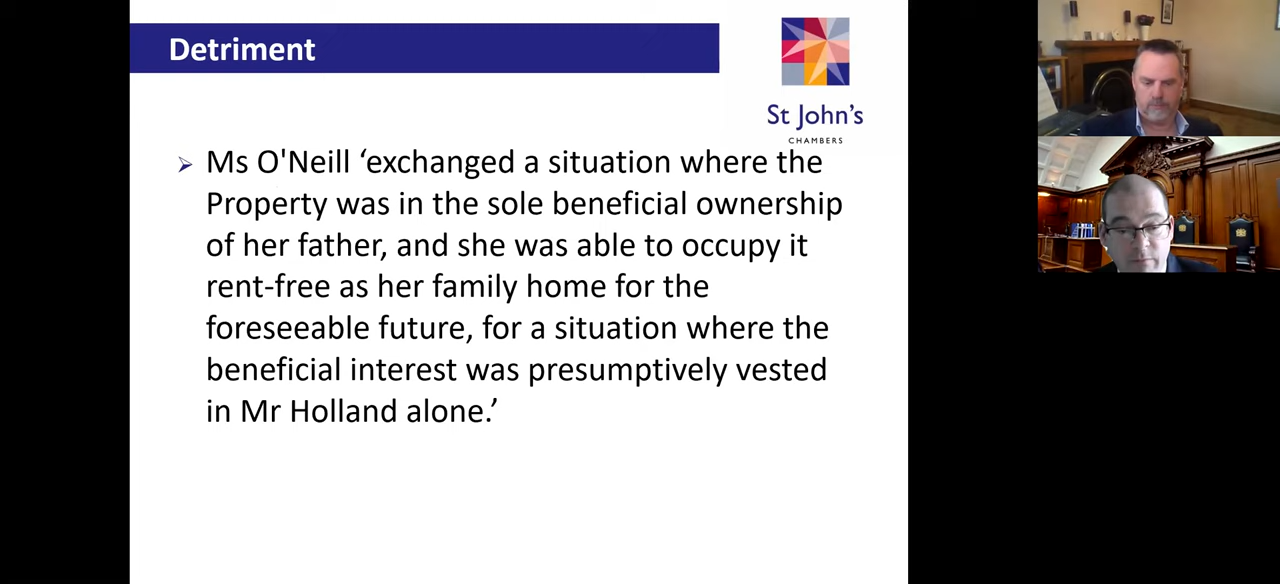 Detriment
St John's
CHAMBERS
➢ Ms O'Neill ‘exchanged a situation where the
Property was in the sole beneficial ownership
of her father, and she was able to occupy it
rent-free as her family home for the
foreseeable future, for a situation where the
beneficial interest was presumptively vested
in Mr Holland alone.’